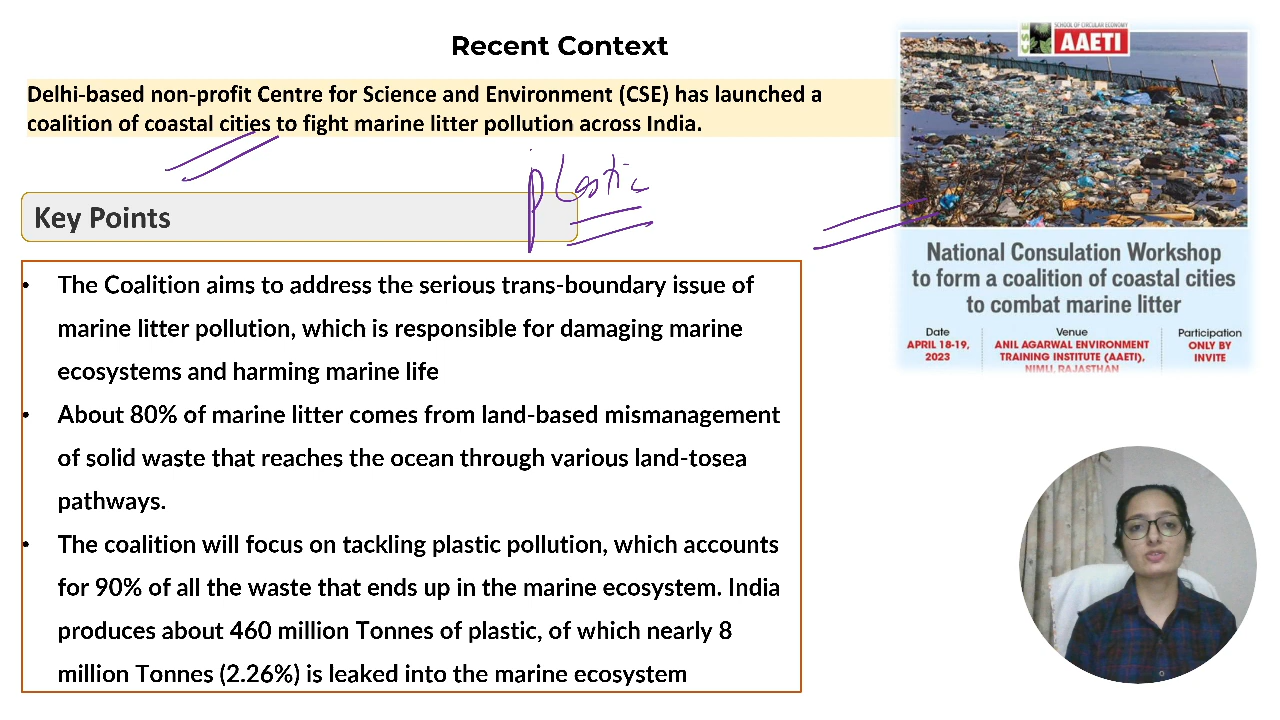 Recent Context
Delhi-based non-profit Centre for Science and Environment (CSE) has launched a
coalition of coastal cities to fight marine litter pollution across India.
plastic
Key Points
• The Coalition aims to address the serious trans-boundary issue of
marine litter pollution, which is responsible for damaging marine
ecosystems and harming marine life
• About 80% of marine litter comes from land-based mismanagement
of solid waste that reaches the ocean through various land-tosea
pathways.
• The coalition will focus on tackling plastic pollution, which accounts
for 90% of all the waste that ends up in the marine ecosystem. India
produces about 460 million Tonnes of plastic, of which nearly 8
million Tonnes (2.26%) is leaked into the marine ecosystem
CSE
SCHOOL OF CIRCULAR ECONOMY
AAETI
National Consulation Workshop
to form a coalition of coastal cities
to combat marine litter
Date
APRIL 18-19,
2023
Venue
ANIL AGARWAL ENVIRONMENT
TRAINING INSTITUTE (AAETI),
NIMLI, RAJASTHAN
Participation
ONLY BY
INVITE